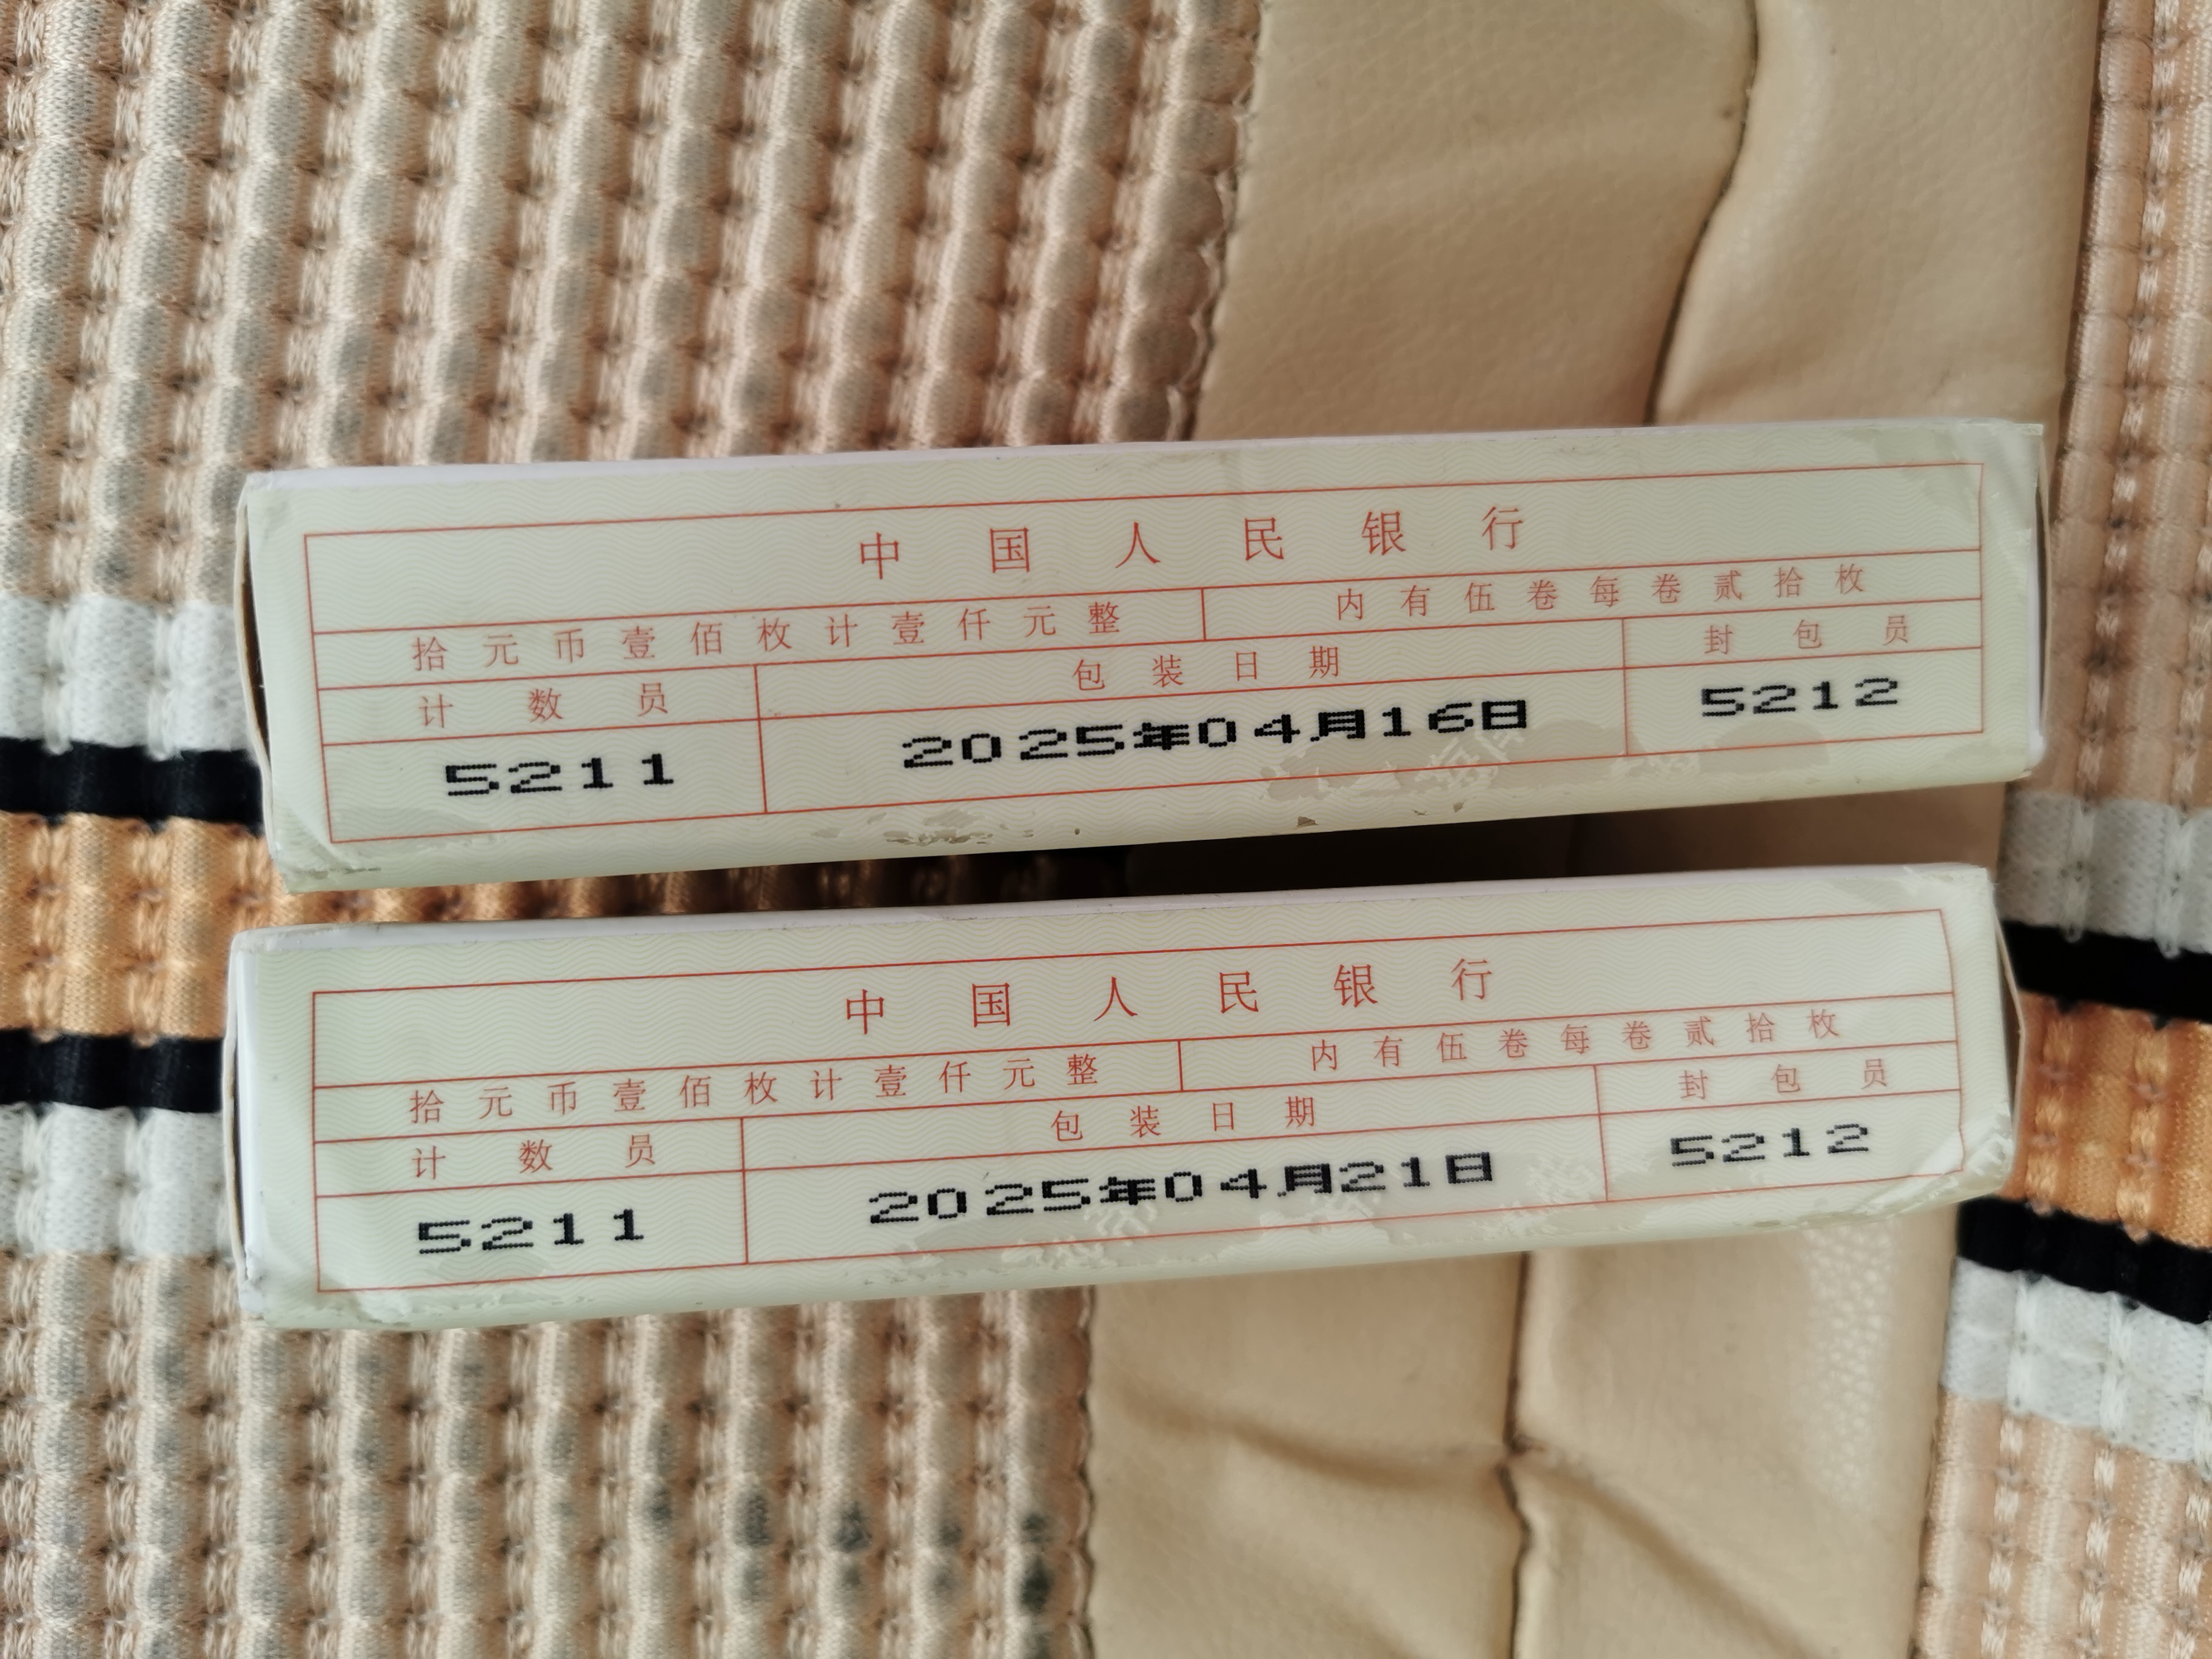 中国人民银行
拾元币壹佰枚计壹仟元整 内有伍卷每卷贰拾枚
计数员 包装日期 封包员
5211 2025年04月16日 5212
中国人民银行
拾元币壹佰枚计壹仟元整 内有伍卷每卷贰拾枚
计数员 包装日期 封包员
5211 2025年04月21日 5212